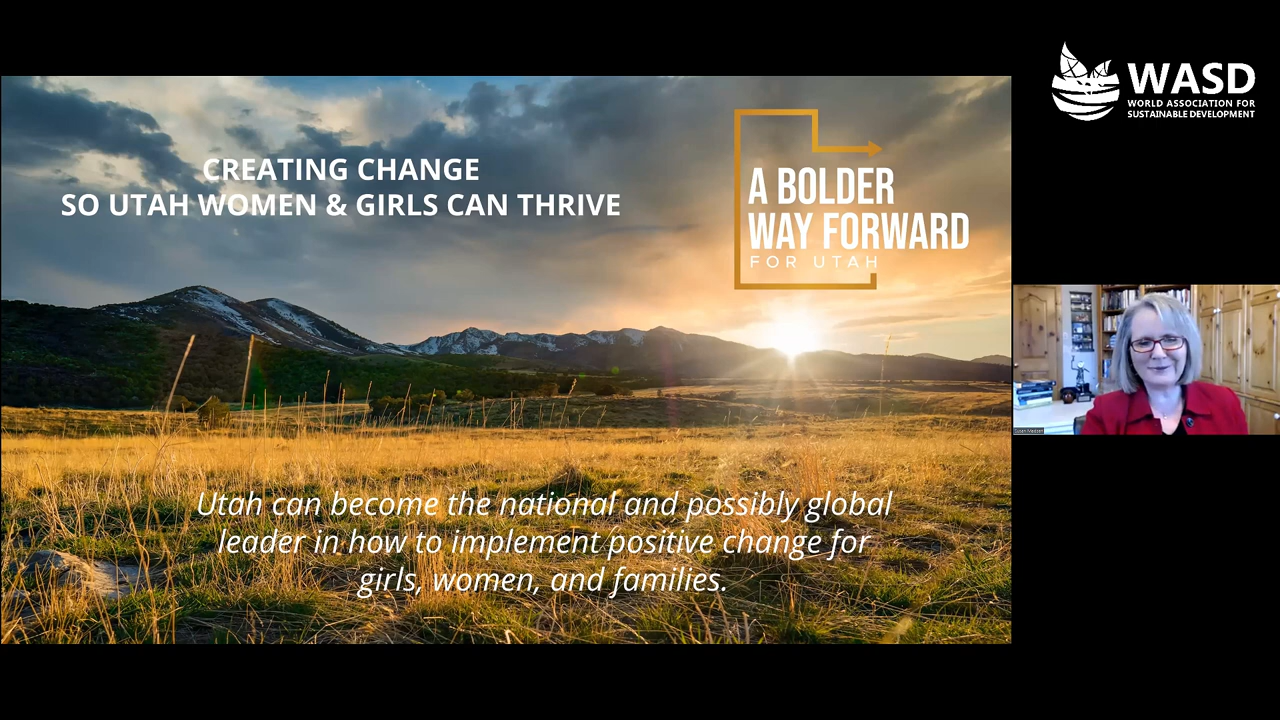 CREATING CHANGE
SO UTAH WOMEN & GIRLS CAN THRIVE
A BOLDER
WAY FORWARD
FOR UTAH
Utah can become the national and possibly global
leader in how to implement positive change for
girls, women, and families.
WASD
WORLD ASSOCIATION FOR
SUSTAINABLE DEVELOPMENT